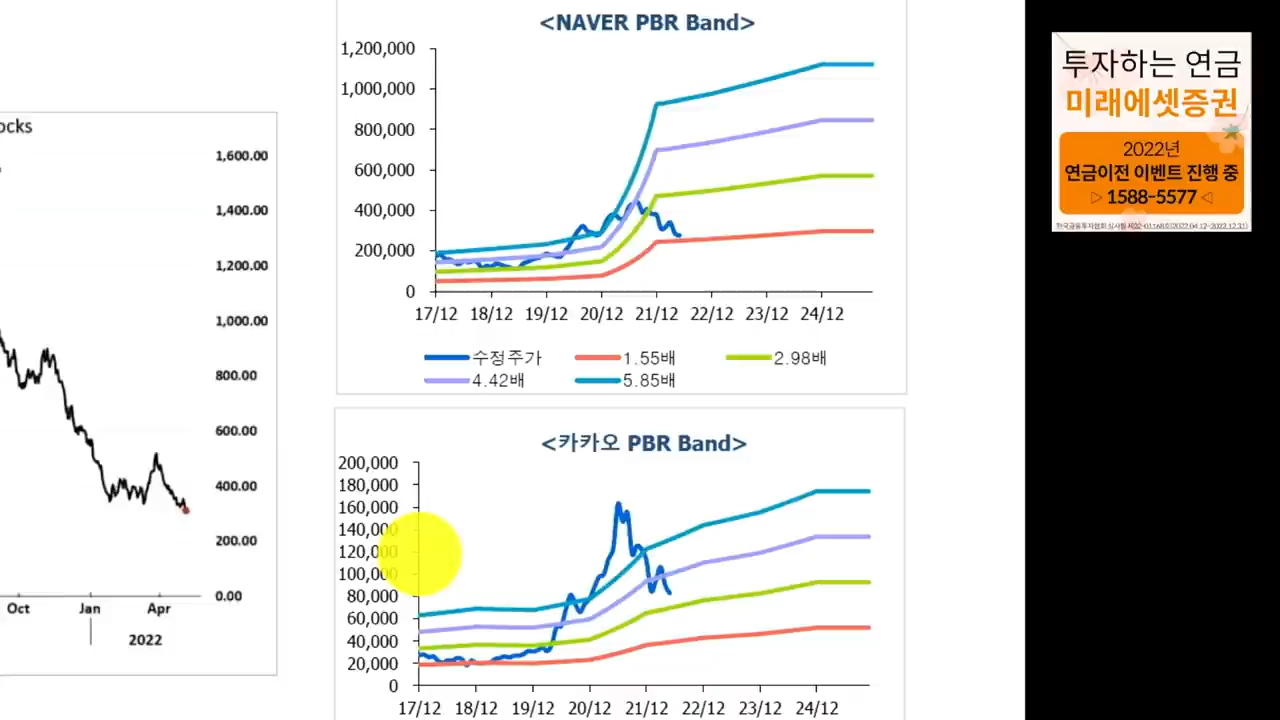 ocks
1,600.00
1,400.00
1,200.00
1,000.00
800.00
600.00
400.00
200.00
0.00
Oct Jan Apr
2022
<NAVER PBR Band>
1,200,000
1,000,000
800,000
600,000
400,000
200,000
0
17/12 18/12 19/12 20/12 21/12 22/12 23/12 24/12
수정주가 1.55배 2.98배
4.42배 5.85배
<카카오 PBR Band>
200,000
180,000
160,000
140,000
120,000
100,000
80,000
60,000
40,000
20,000
0
17/12 18/12 19/12 20/12 21/12 22/12 23/12 24/12
투자하는 연금
미래에셋증권
2022년
연금이전 이벤트 진행 중
▷ 1588-5577 ◁